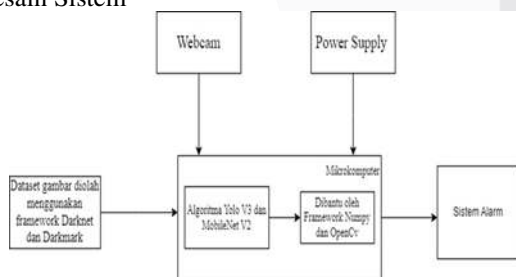 Sistem
Webcam
Power Supply
Mikrokomputer
Dataset gambar diolah
menggunakan
framework Darknet
dan Darkmark
Algoritma Yolo V3 dan
MobileNet V2
Dibantu oleh
Framework Numpy
dan OpenCv
Sistem Alarm